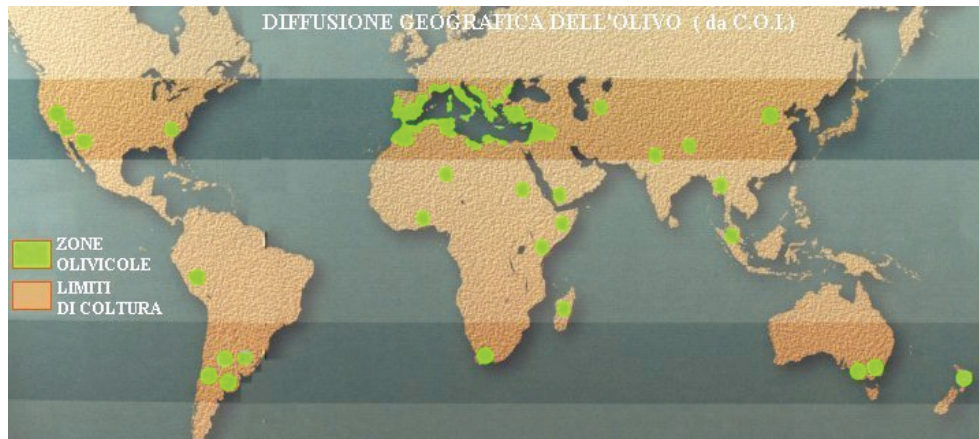 DIFFUSIONE GEOGRAFICA DELL'OLIVO ( da C.O.I.)
ZONE
OLIVICOLE
LIMITI
DI COLTURA